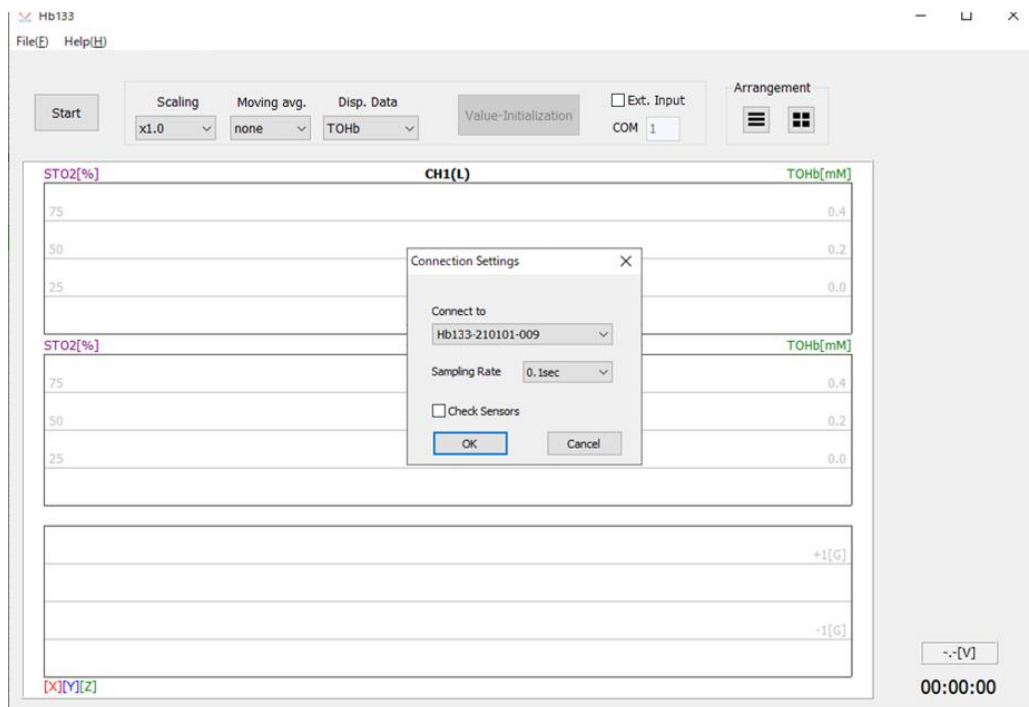 Hb133
File(F) Help(H)
Start
Scaling
x1.0
Moving avg.
none
Disp. Data
TOHb
Value-Initialization
Ext. Input
COM 1
Arrangement
STO2[%] CH1(L) TOHb[mM]
75 0.4
50 0.2
25 0.0
STO2[%] TOHb[mM]
75 0.4
50 0.2
25 0.0
+1[G]
-1[G]
[X][Y][Z]
Connection Settings
Connect to
Hb133-210101-009
Sampling Rate 0.1sec
Check Sensors
OK Cancel
-.-[V]
00:00:00